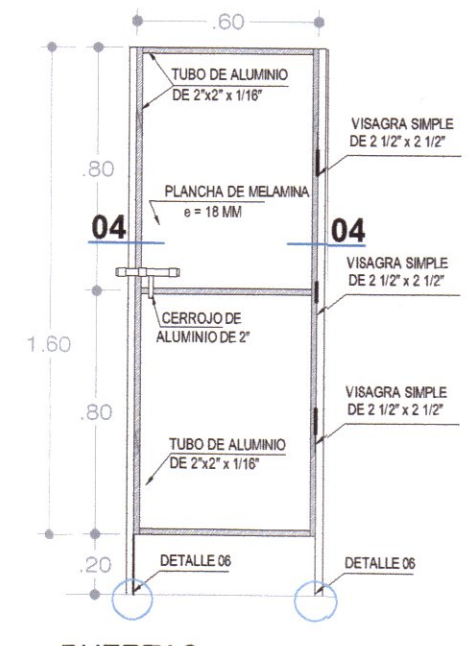 .60
TUBO DE ALUMINIO
DE 2"x2" x 1/16"
VISAGRA SIMPLE
DE 2 1/2" x 2 1/2"
.80
PLANCHA DE MELAMINA
e = 18 MM
04
04
VISAGRA SIMPLE
DE 2 1/2" x 2 1/2"
CERROJO DE
ALUMINIO DE 2"
1.60
VISAGRA SIMPLE
DE 2 1/2" x 2 1/2"
.80
TUBO DE ALUMINIO
DE 2"x2" x 1/16"
.20
DETALLE 06
DETALLE 06